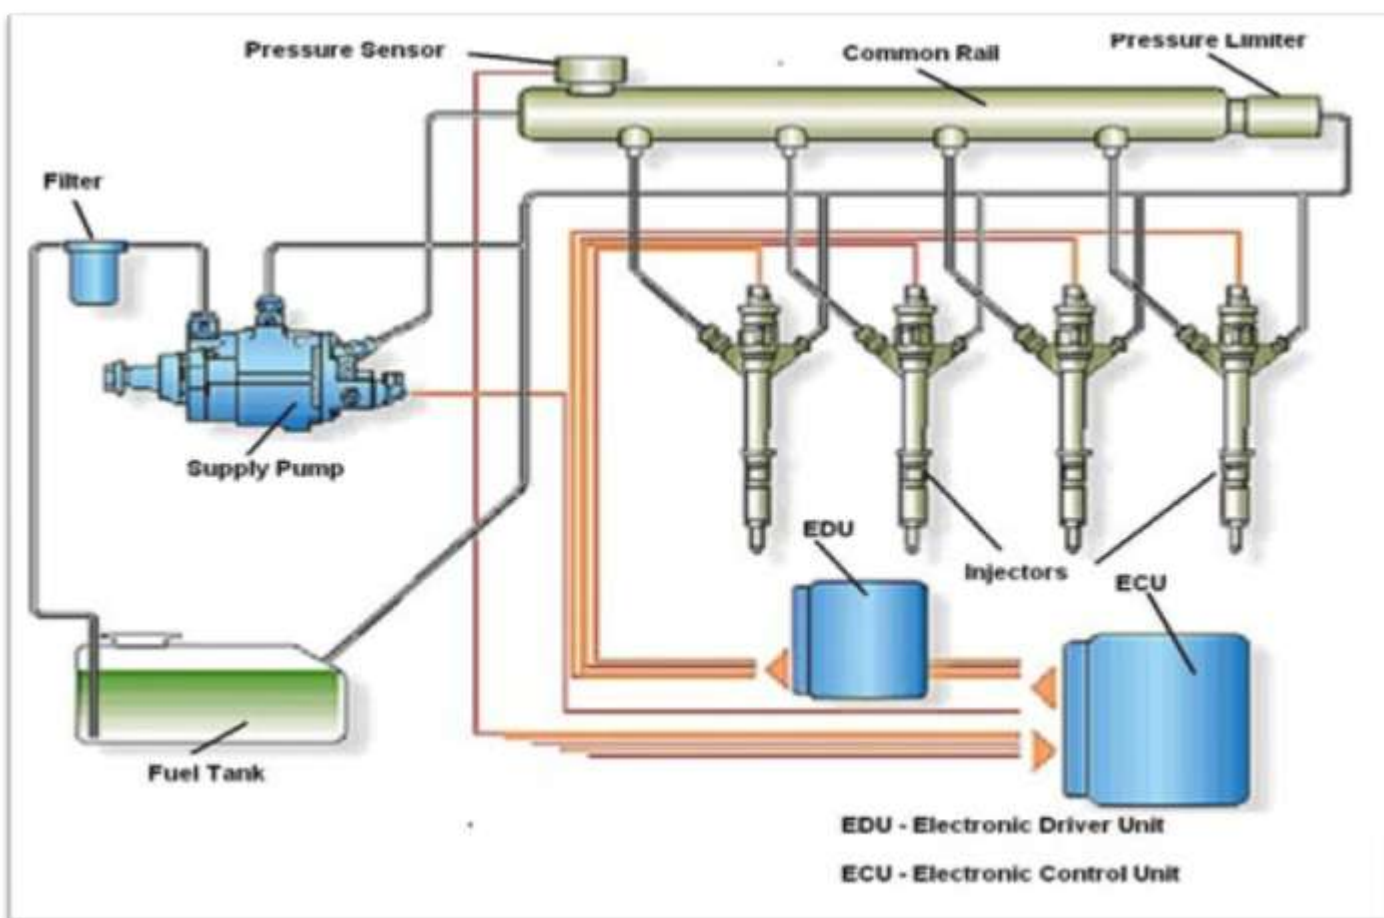 Pressure Sensor
Common Rail
Pressure Limiter
Filter
Supply Pump
EDU
Injectors
ECU
Fuel Tank
EDU - Electronic Driver Unit
ECU - Electronic Control Unit